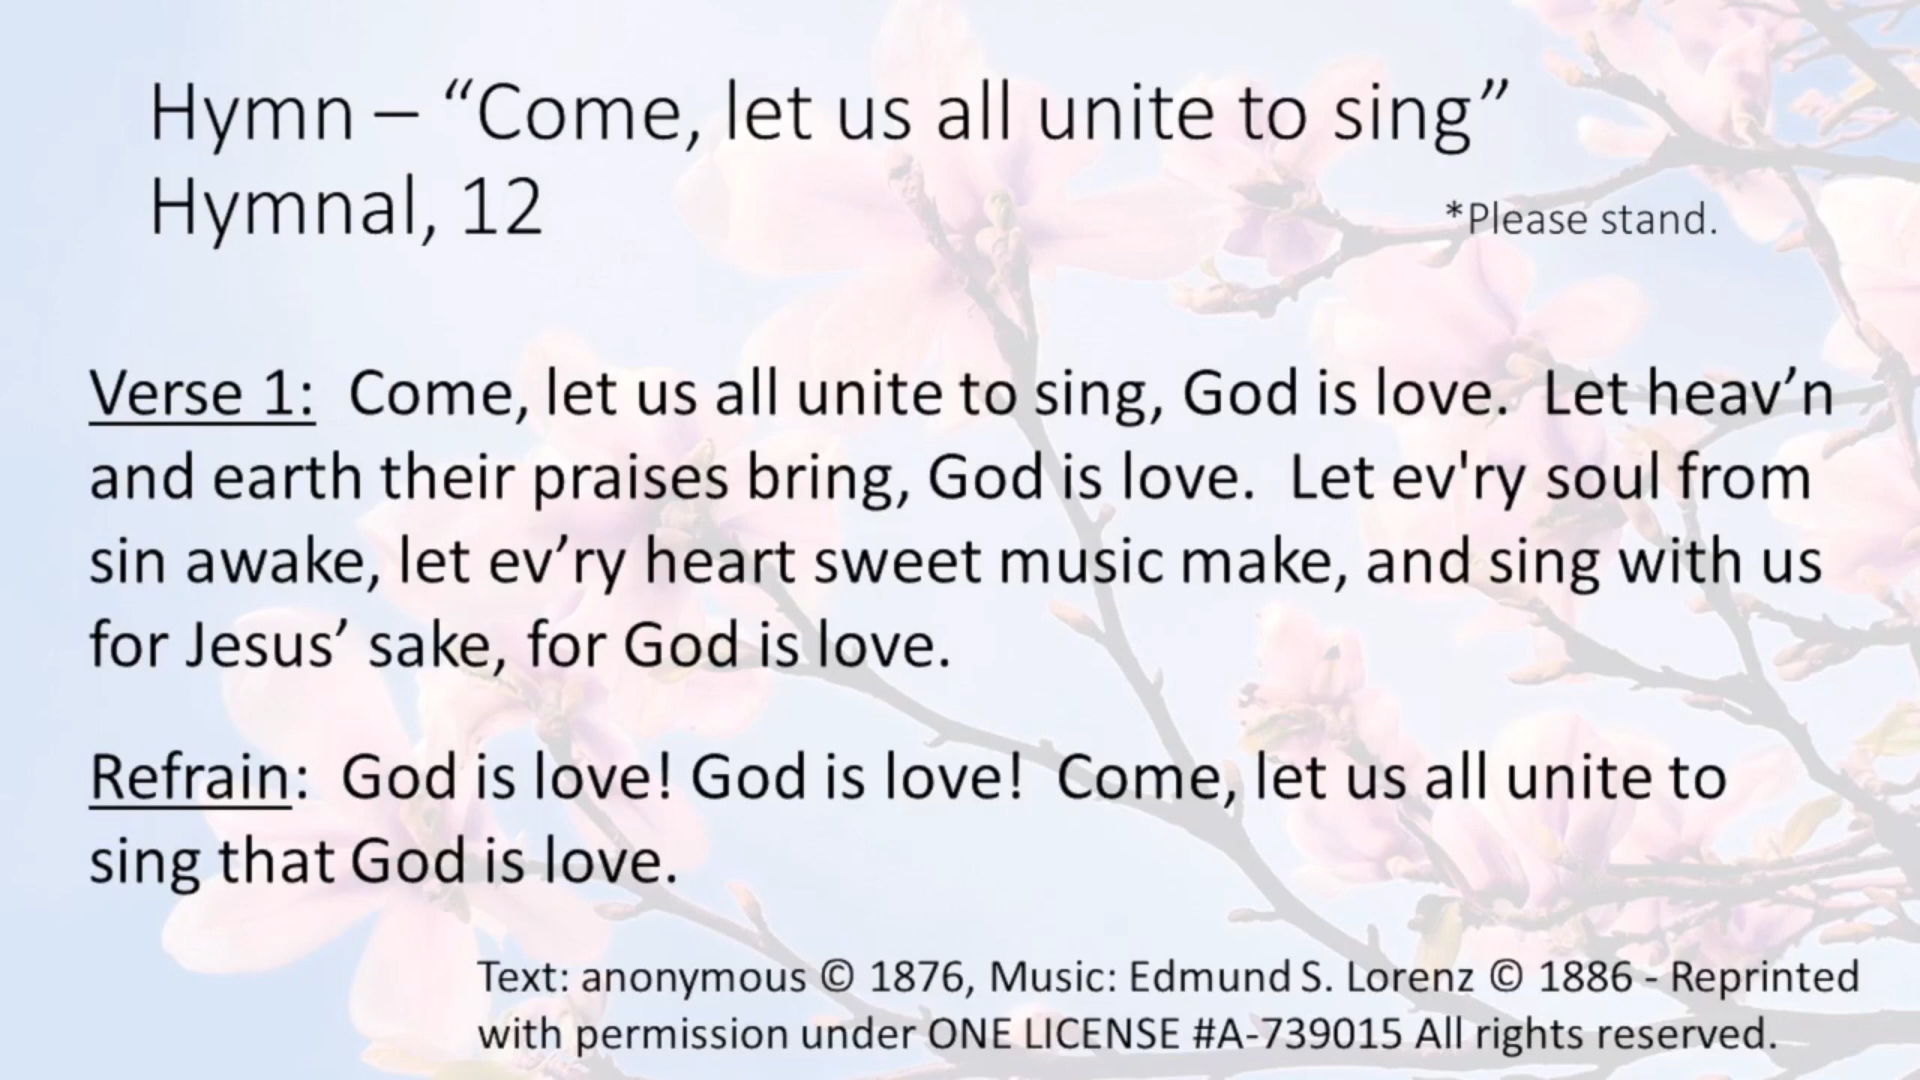 Hymn – “Come, let us all unite to sing”
Hymnal, 12
*Please stand.
Verse 1:  Come, let us all unite to sing, God is love.  Let heav’n
and earth their praises bring, God is love.  Let ev'ry soul from
sin awake, let ev’ry heart sweet music make, and sing with us
for Jesus’ sake, for God is love.
Refrain:  God is love! God is love!  Come, let us all unite to
sing that God is love.
Text: anonymous © 1876, Music: Edmund S. Lorenz © 1886 - Reprinted
with permission under ONE LICENSE #A-739015 All rights reserved.